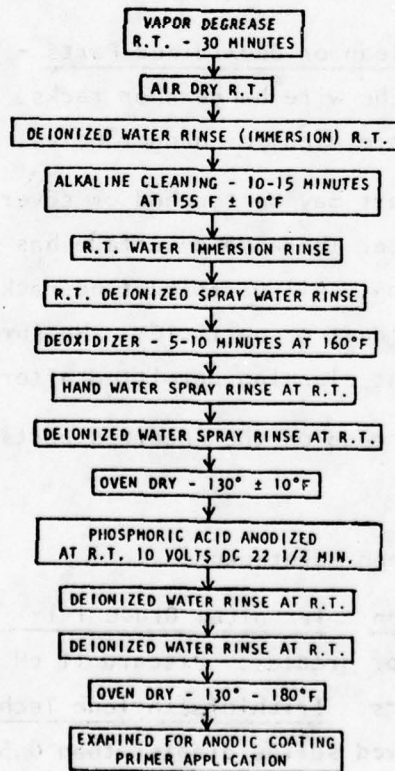 VAPOR DEGREASE
R.T. - 30 MINUTES
AIR DRY R.T.
DEIONIZED WATER RINSE (IMMERSION) R.T.
ALKALINE CLEANING - 10-15 MINUTES
AT 155 ± 10°F
R.T. WATER IMMERSION RINSE
R.T. DEIONIZED SPRAY WATER RINSE
DEOXIDIZER 5-10 MINUTES AT 160°F
HAND WATER SPRAY RINSE AT R.T.
DEIONIZED WATER SPRAY RINSE AT R.T.
OVEN DRY - 130° ± 10°F
PHOSPHORIC ACID ANODIZED
AT R.T. 10 VOLTS DC 22 1/2 MIN.
DEIONIZED WATER RINSE AT R.T.
DEIONIZED WATER RINSE AT R.T.
OVEN DRY - 130° - 180°F
EXAMINED FOR ANODIC COATING
PRIMER APPLICATION